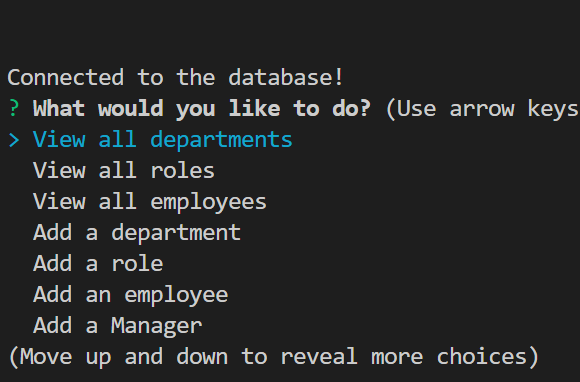 Connected to the database!
? What would you like to do? (Use arrow keys
> View all departments
View all roles
View all employees
Add a department
Add a role
Add an employee
Add a Manager
(Move up and down to reveal more choices)